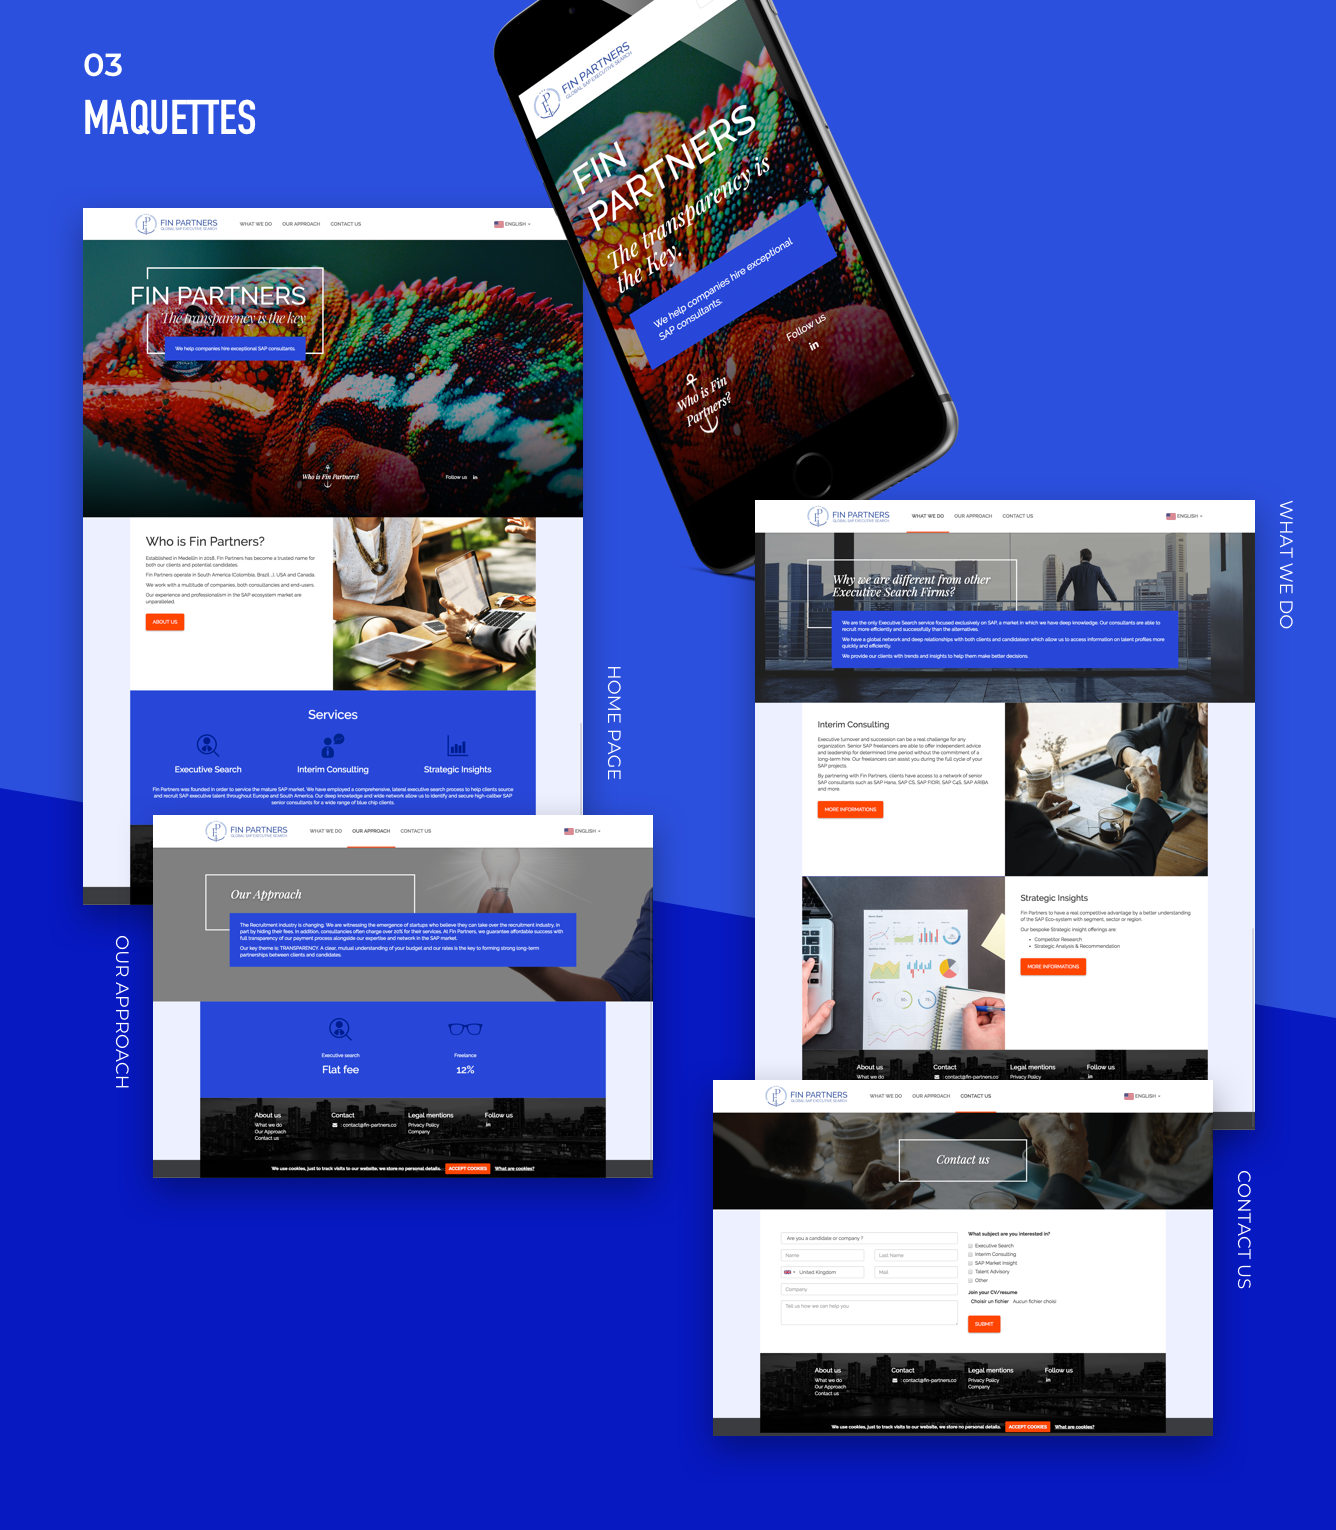 03
MAQUETTES
FIN PARTNERS
GLOBAL SAP EXECUTIVE SEARCH
FIN
PARTNERS
The transparency is
the Key.
We help companies hire exceptional
SAP consultants.
Follow us
in
Who is Fin
Partners?
FIN PARTNERS
GLOBAL SAP EXECUTIVE SEARCH
WHAT WE DO OUR APPROACH CONTACT US
ENGLISH
FIN PARTNERS
The transparency is the key
We help companies hire exceptional SAP consultants.
Who is Fin Partners?
Follow us in
Who is Fin Partners?
Established in Medellin in 2018, Fin Partners has become a trusted name for
both our clients and potential candidates.
Fin Partners operate in South America (Colombia, Brazil...), USA and Canada.
We work with a multitude of companies, both consultancies and end-users.
Our experience and professionalism in the SAP ecosystem market are
unparalleled.
ABOUT US
Services
Executive Search
Interim Consulting
Strategic Insights
Fin Partners was founded in order to service the mature SAP market. We have employed a comprehensive, lateral executive search process to help clients source
and recruit SAP executive talent throughout Europe and South America. Our deep knowledge and wide network allow us to identify and secure high-caliber SAP
senior consultants for a wide range of blue chip clients.
HOME PAGE
FIN PARTNERS
GLOBAL SAP EXECUTIVE SEARCH
WHAT WE DO OUR APPROACH CONTACT US
ENGLISH
Our Approach
The Recruitment industry is changing. We are witnessing the emergence of startups who believe they can take over the recruitment industry, in
part by hiding their fees. In addition, consultancies often charge over 20% for their services. At Fin Partners, we guarantee affordable success with
full transparency of our payment process alongside our expertise and network in the SAP market.
Our key theme is: TRANSPARENCY. A clear, mutual understanding of your budget and our rates is the key to forming strong long-term
partnerships between clients and candidates.
Executive search
Flat fee
Freelance
12%
About us
What we do
Our Approach
Contact us
Contact
: contact@fin-partners.co
Legal mentions
Privacy Policy
Company
Follow us
in
We use cookies, just to track visits to our website, we store no personal details. ACCEPT COOKIES What are cookies?
OUR APPROACH
FIN PARTNERS
GLOBAL SAP EXECUTIVE SEARCH
WHAT WE DO OUR APPROACH CONTACT US
ENGLISH
Why we are different from other
Executive Search Firms?
We are the only Executive Search service focused exclusively on SAP, a market in which we have deep knowledge. Our consultants are able to
recruit more efficiently and successfully than the alternatives.
We have a global network and deep relationships with both clients and candidatesn which allow us to access information on talent profiles more
quickly and efficiently.
We provide our clients with trends and insights to help them make better decisions.
Interim Consulting
Executive turnover and succession can be a real challenge for any
organization. Senior SAP freelancers are able to offer independent advice
and leadership for determined time period without the commitment of a
long-term hire. Our freelancers can assist you during the full cycle of your
SAP projects.
By partnering with Fin Partners, clients have access to a network of senior
SAP consultants such as SAP Hana, SAP CS, SAP FIORI, SAP C4S, SAP ARIBA
and more.
MORE INFORMATIONS
Strategic Insights
Fin Partners to have a real competitive advantage by a better understanding
of the SAP Eco-system with segment, sector or region.
Our bespoke Strategic insight offerings are
Competitor Research
Strategic Analysis & Recommendation
MORE INFORMATIONS
About us
What we do
Contact
: contact@fin-partners.co
Legal mentions
Privacy Policy
Follow us
in
WHAT WE DO
FIN PARTNERS
GLOBAL SAP EXECUTIVE SEARCH
WHAT WE DO OUR APPROACH CONTACT US
ENGLISH
Contact us
Are you a candidate or company ?
Name
Last Name
United Kingdom
Mail
Company
Tell us how we can help you
What subject are you interested in?
Executive Search
Interim Consulting
SAP Market Insight
Talent Advisory
Other
Join your CV/resume
Choisir un fichier Aucun fichier choisi
SUBMIT
About us
What we do
Our Approach
Contact us
Contact
: contact@fin-partners.co
Legal mentions
Privacy Policy
Company
Follow us
in
We use cookies, just to track visits to our website, we store no personal details. ACCEPT COOKIES What are cookies?
CONTACT US